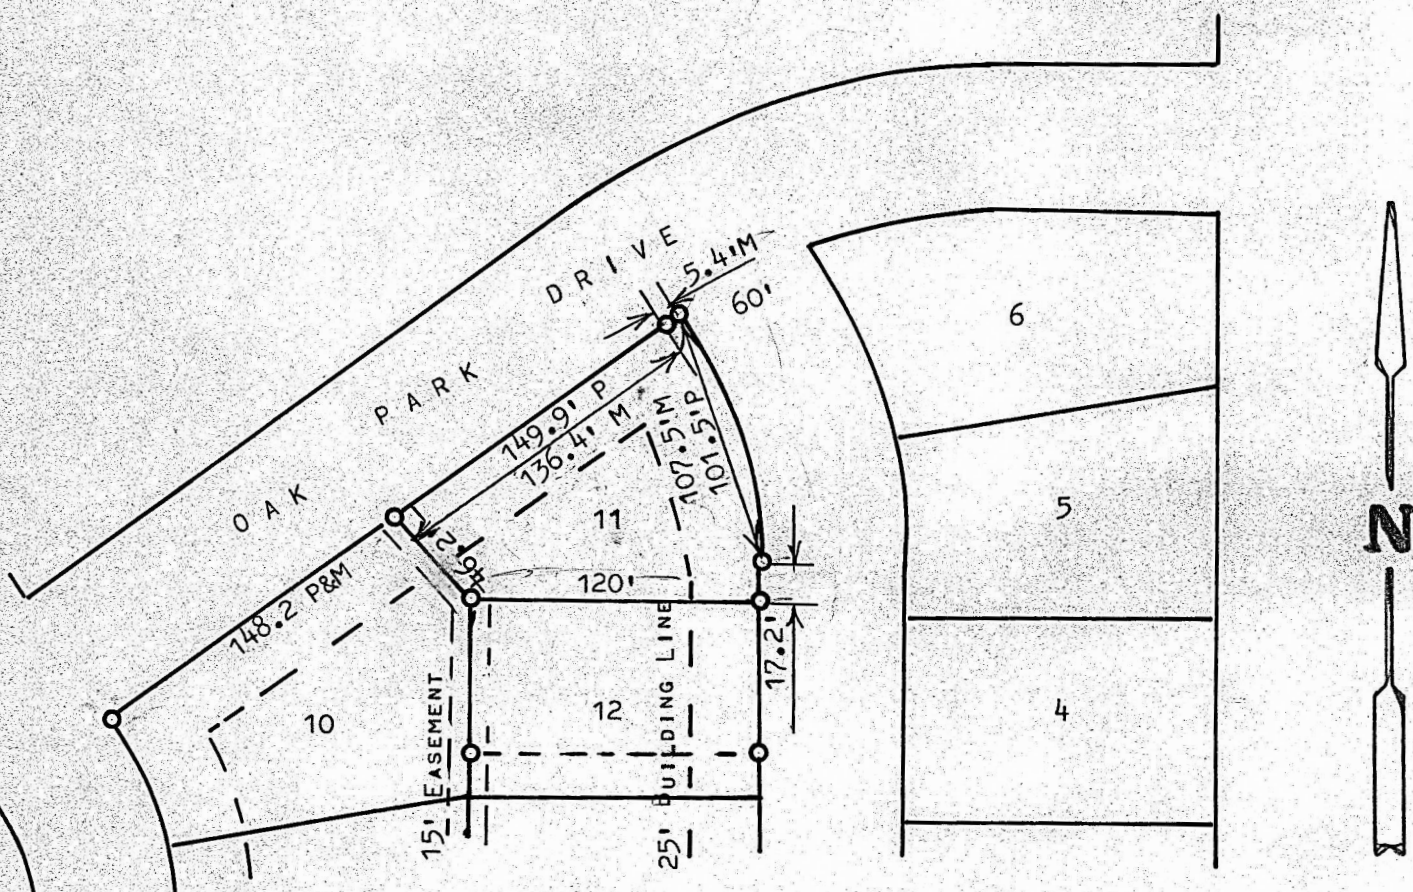 OAK PARK DRIVE
5.4'M
60'
6
149.9' P
136.4' M
107.5'M
101.5'P
11
5
N
46.2'
120'
148.2 P&M
17.2'
10
12
4
15' EASEMENT
25' BUILDING LINE